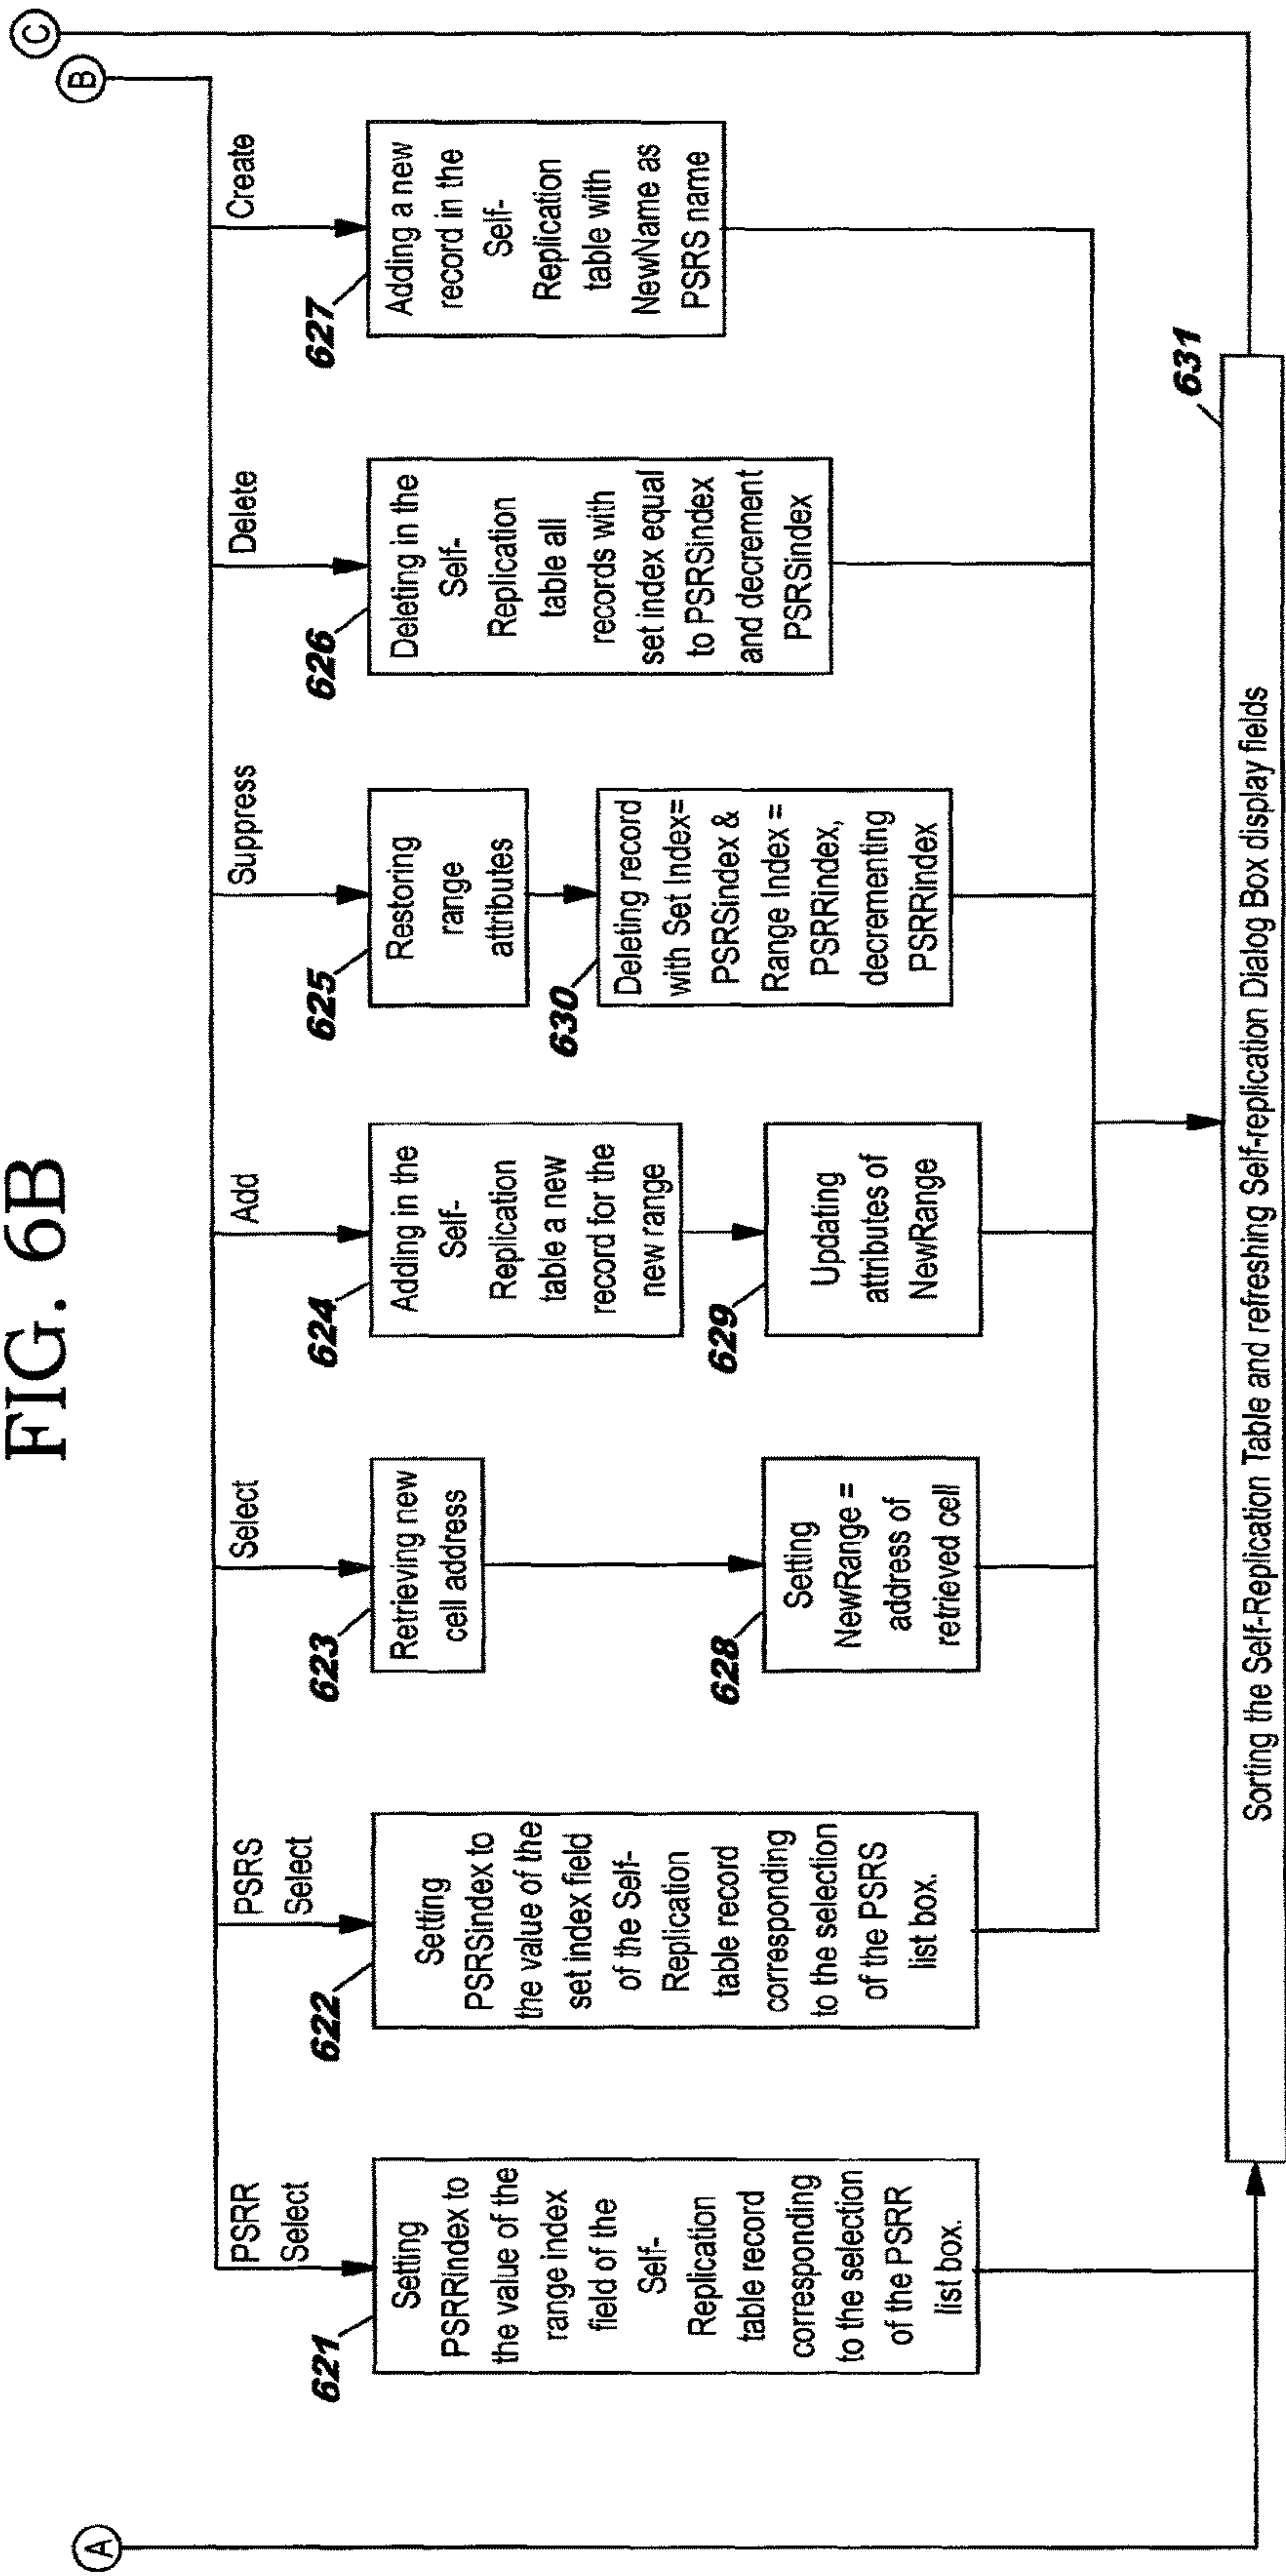 FIG. 6B
A
B
C
PSRR
Select
PSRS
Select
Select
Add
Suppress
Delete
Create
621
Setting
PSRRindex to
the value of the
range index
field of the
Self-
Replication
table record
corresponding
to the selection
of the PSRR
list box.
622
Setting
PSRSindex to
the value of the
set index field
of the Self-
Replication
table record
corresponding
to the selection
of the PSRS
list box.
623
Retrieving new
cell address
628
Setting
NewRange =
address of
retrieved cell
624
Adding in the
Self-
Replication
table a new
record for the
new range
629
Updating
attributes of
NewRange
625
Restoring
range
attributes
630
Deleting record
with Set Index=
PSRSindex &
Range Index =
PSRRindex,
decrementing
PSRRindex
626
Deleting in the
Self-
Replication
table all
records with
set index equal
to PSRSindex
and decrement
PSRSindex
627
Adding a new
record in the
Self-
Replication
table with
NewName as
PSRS name
631
Sorting the Self-Replication Table and refreshing Self-replication Dialog Box display fields